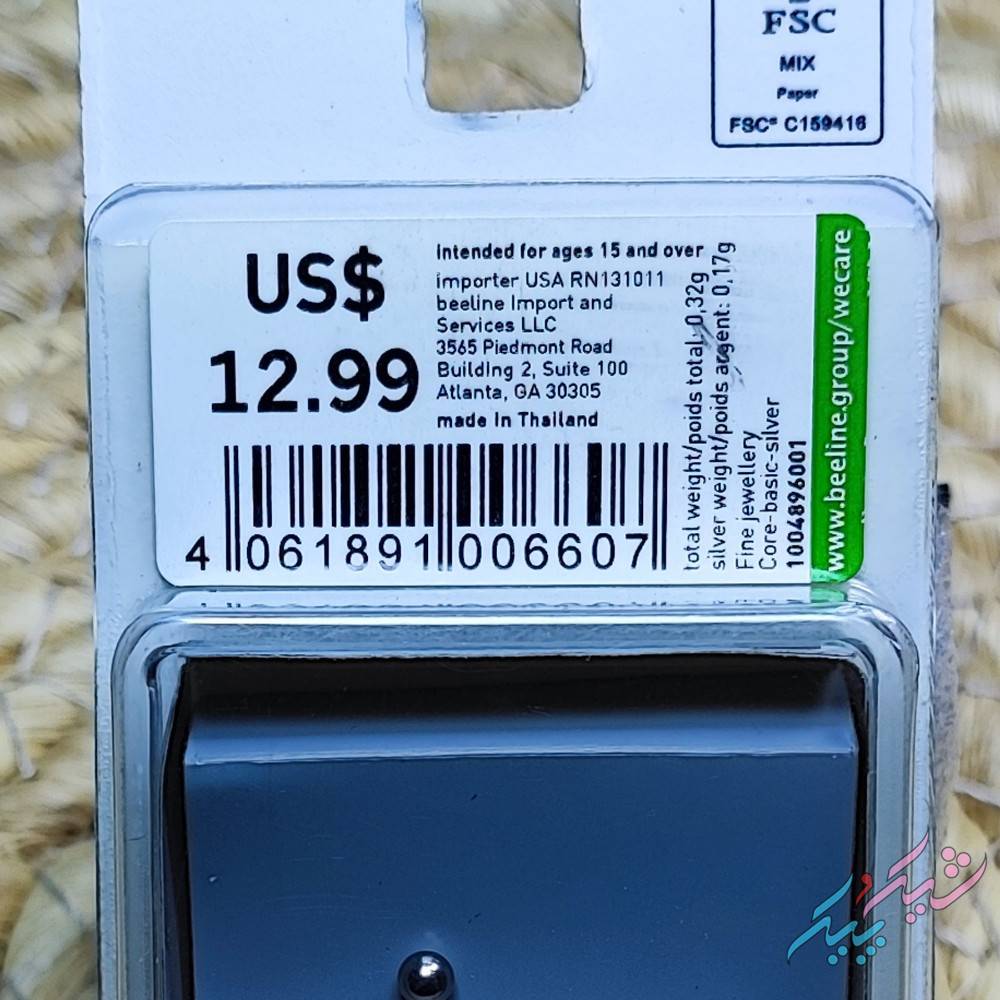 FSC
MIX
Paper
FSC® C159416
US$
12.99
Intended for ages 15 and over
importer USA RN131011
beeline Import and
Services LLC
3565 Piedmont Road
Building 2, Suite 100
Atlanta, GA 30305
made in Thailand
4 061891 006607
total weight/poids total: 0,32g
silver weight/poids argent: 0,17g
Fine jewellery
Core-basic-silver
10048896001
www.beeline.group/wecare
شیک و پیک